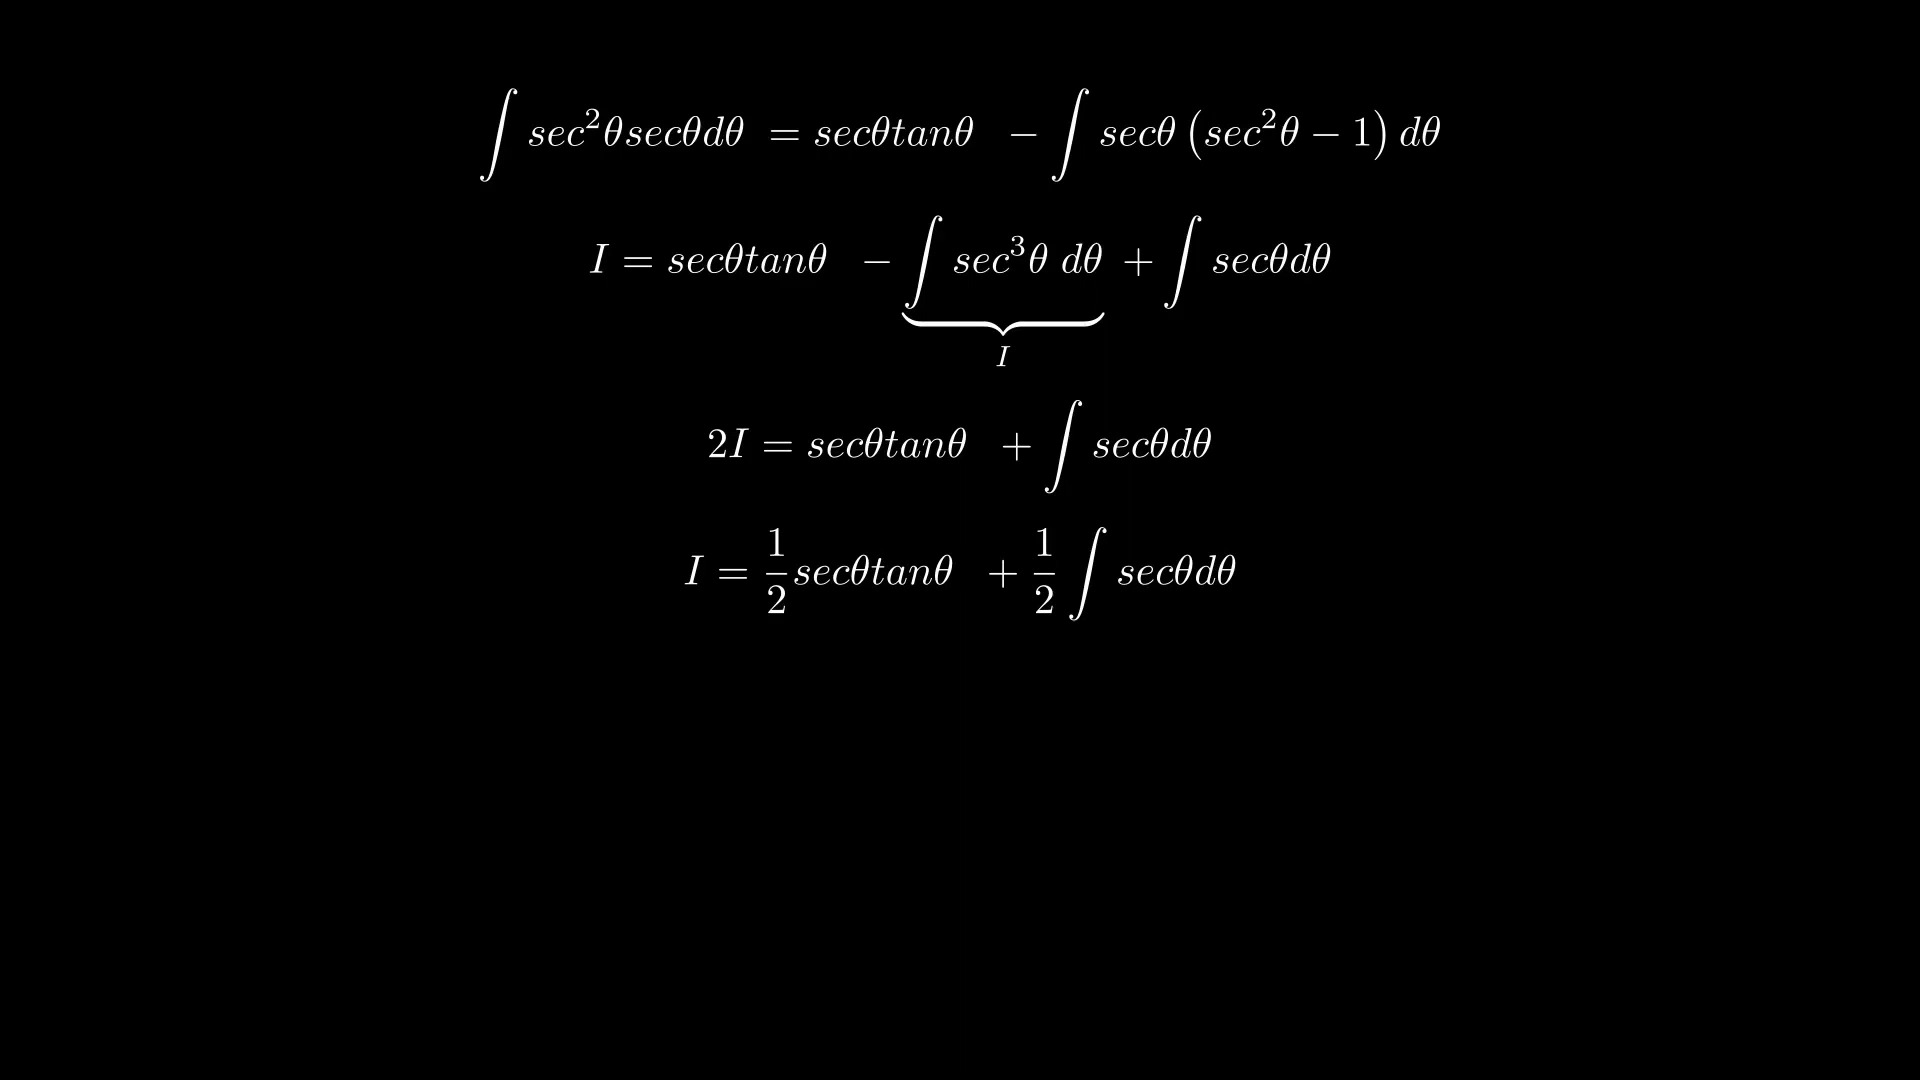 ∫ sec²θsecθdθ = secθtanθ − ∫ secθ (sec²θ − 1) dθ
I = secθtanθ − ∫ sec³θ dθ + ∫ secθdθ
I
2I = secθtanθ + ∫ secθdθ
I = 1/2 secθtanθ + 1/2 ∫ secθdθ